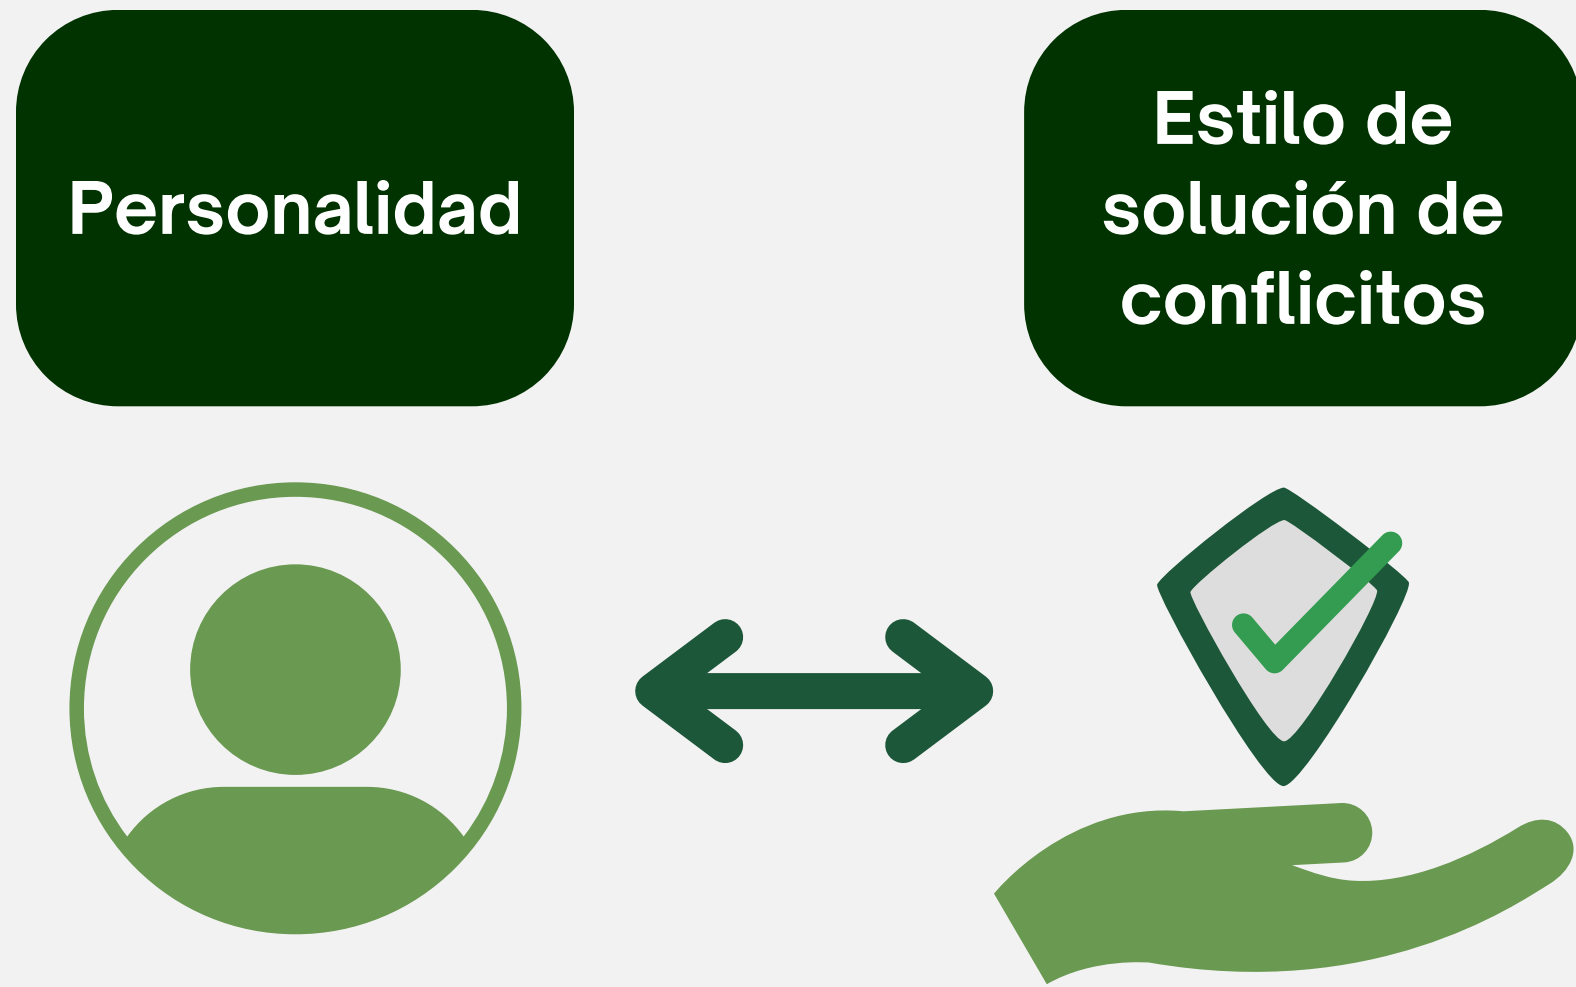 Personalidad
Estilo de
solución de
conflicitos